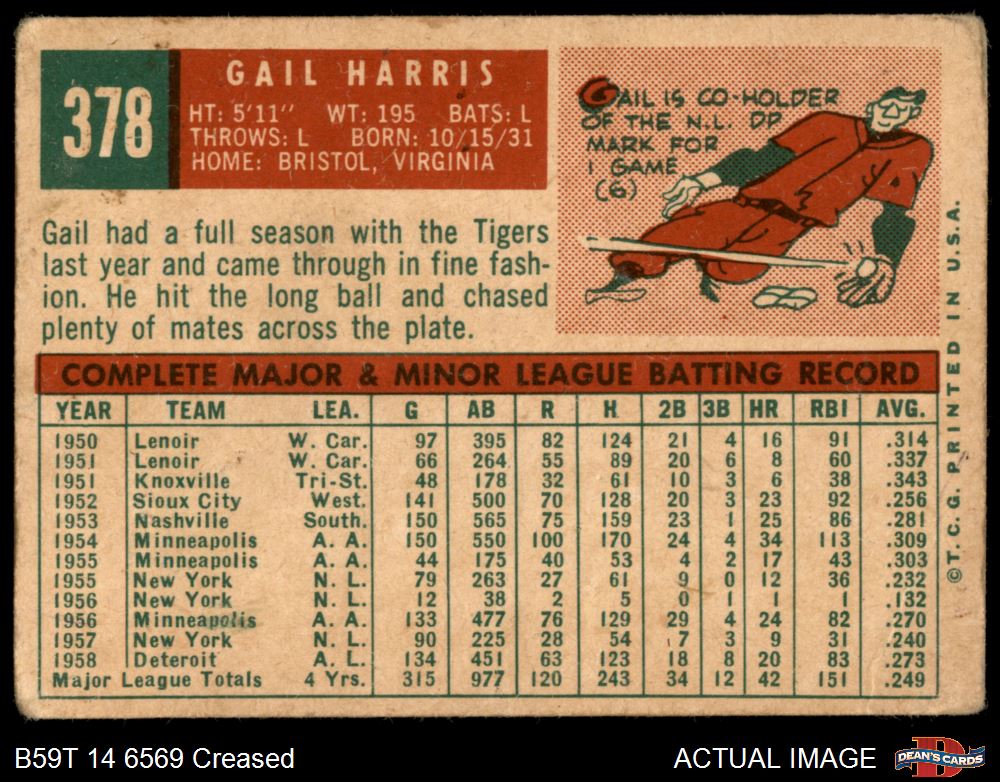 378
GAIL HARRIS
HT: 5'11" WT: 195 BATS: L
THROWS: L BORN: 10/15/31
HOME: BRISTOL, VIRGINIA
GAIL IS CO-HOLDER
OF THE N.L. DP
MARK FOR
1 GAME
(6)
Gail had a full season with the Tigers
last year and came through in fine fash-
ion. He hit the long ball and chased
plenty of mates across the plate.
COMPLETE MAJOR & MINOR LEAGUE BATTING RECORD
YEAR TEAM LEA. G AB R H 2B 3B HR RBI AVG.
1950 Lenoir W. Car. 97 395 82 124 21 4 16 91 .314
1951 Lenoir W. Car. 66 264 55 89 20 6 8 60 .337
1951 Knoxville Tri-St. 48 178 32 61 10 3 6 38 .343
1952 Sioux City West. 141 500 70 128 20 3 23 92 .256
1953 Nashville South. 150 565 75 159 23 1 25 86 .281
1954 Minneapolis A. A. 150 550 100 170 24 4 34 113 .309
1955 Minneapolis A. A. 44 175 40 53 4 2 17 43 .303
1955 New York N. L. 79 263 27 61 9 0 12 36 .232
1956 New York N. L. 12 38 2 5 0 1 1 1 .132
1956 Minneapolis A. A. 133 477 76 129 29 4 24 82 .270
1957 New York N. L. 90 225 28 54 7 3 9 31 .240
1958 Deteroit A. L. 134 451 63 123 18 8 20 83 .273
Major League Totals 4 Yrs. 315 977 120 243 34 12 42 151 .249
©T. C. G. PRINTED IN U.S.A.
B59T 14 6569 Creased
ACTUAL IMAGE
D
DEAN'S CARDS